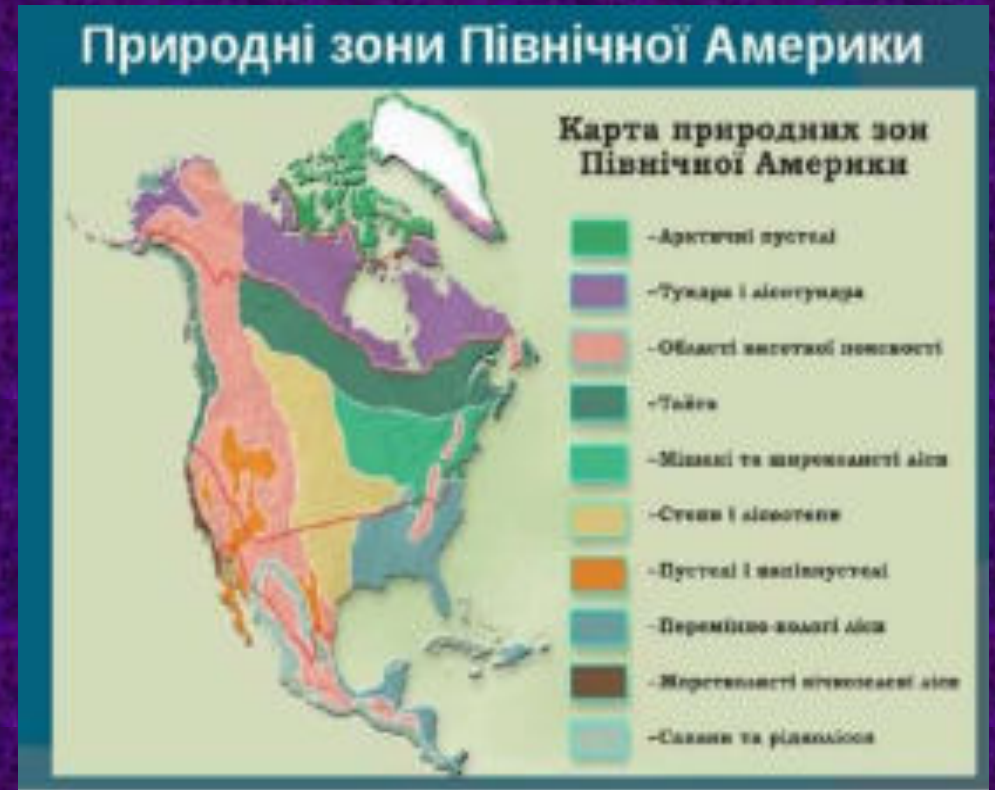 Природні зони Північної Америки
Карта природних зон
Північної Америки
-Арктичні пустелі
-Тундра і лісотундра
-Області висотної поясності
-Тайга
-Мішані та широколисті ліси
-Степи і лісостепи
-Пустелі і напівпустелі
-Перемінно-вологі ліси
-Жорстколисті вічнозелені ліси
-Савани та рідколісся